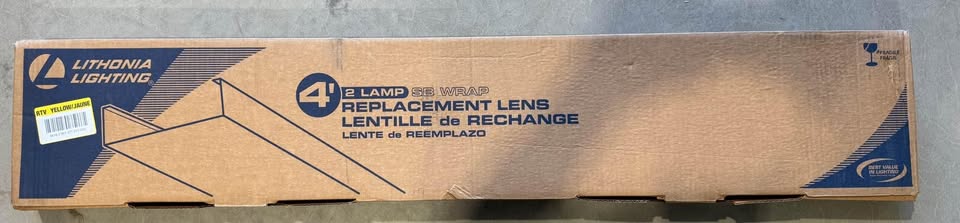 LITHONIA
LIGHTING
RTV YELLOW/JAUNE
4'
2 LAMP SB WRAP
REPLACEMENT LENS
LENTILLE de RECHANGE
LENTE de REEMPLAZO
FRAGILE
FRAGIL
BEST VALUE
IN LIGHTING